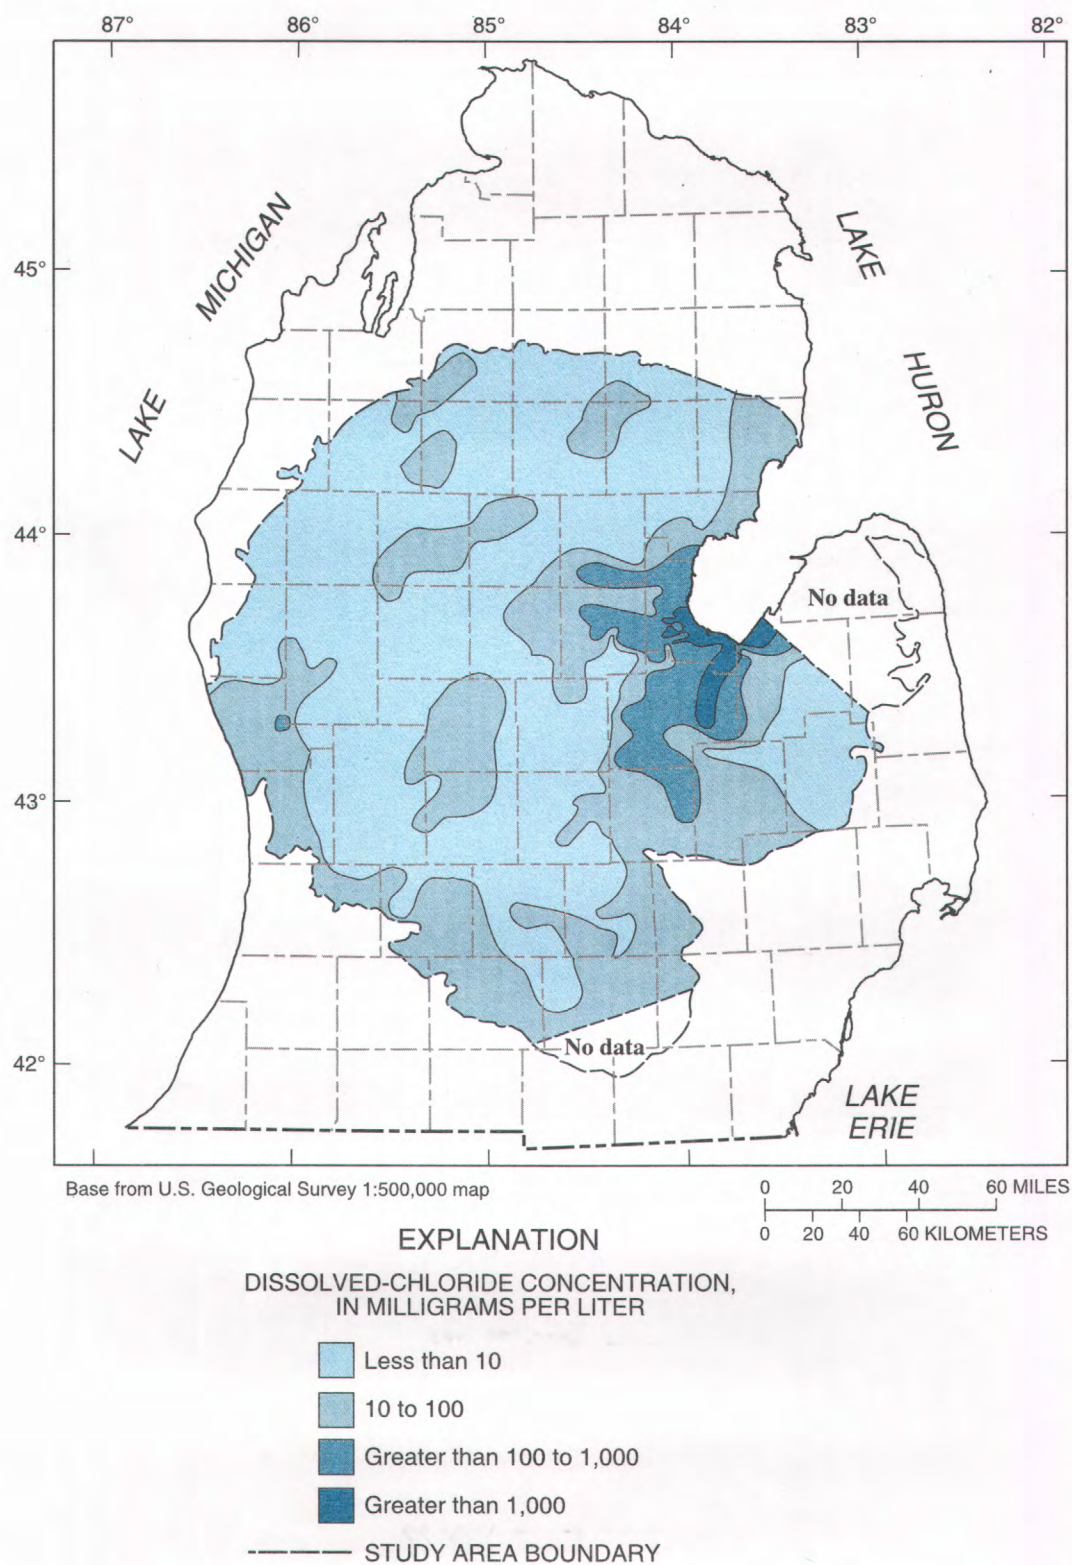 87° 86° 85° 84° 83° 82°
LAKE MICHIGAN
LAKE HURON
45°
44°
No data
43°
42°
No data
LAKE
ERIE
Base from U.S. Geological Survey 1:500,000 map
0 20 40 60 MILES
0 20 40 60 KILOMETERS
EXPLANATION
DISSOLVED-CHLORIDE CONCENTRATION,
IN MILLIGRAMS PER LITER
Less than 10
10 to 100
Greater than 100 to 1,000
Greater than 1,000
STUDY AREA BOUNDARY